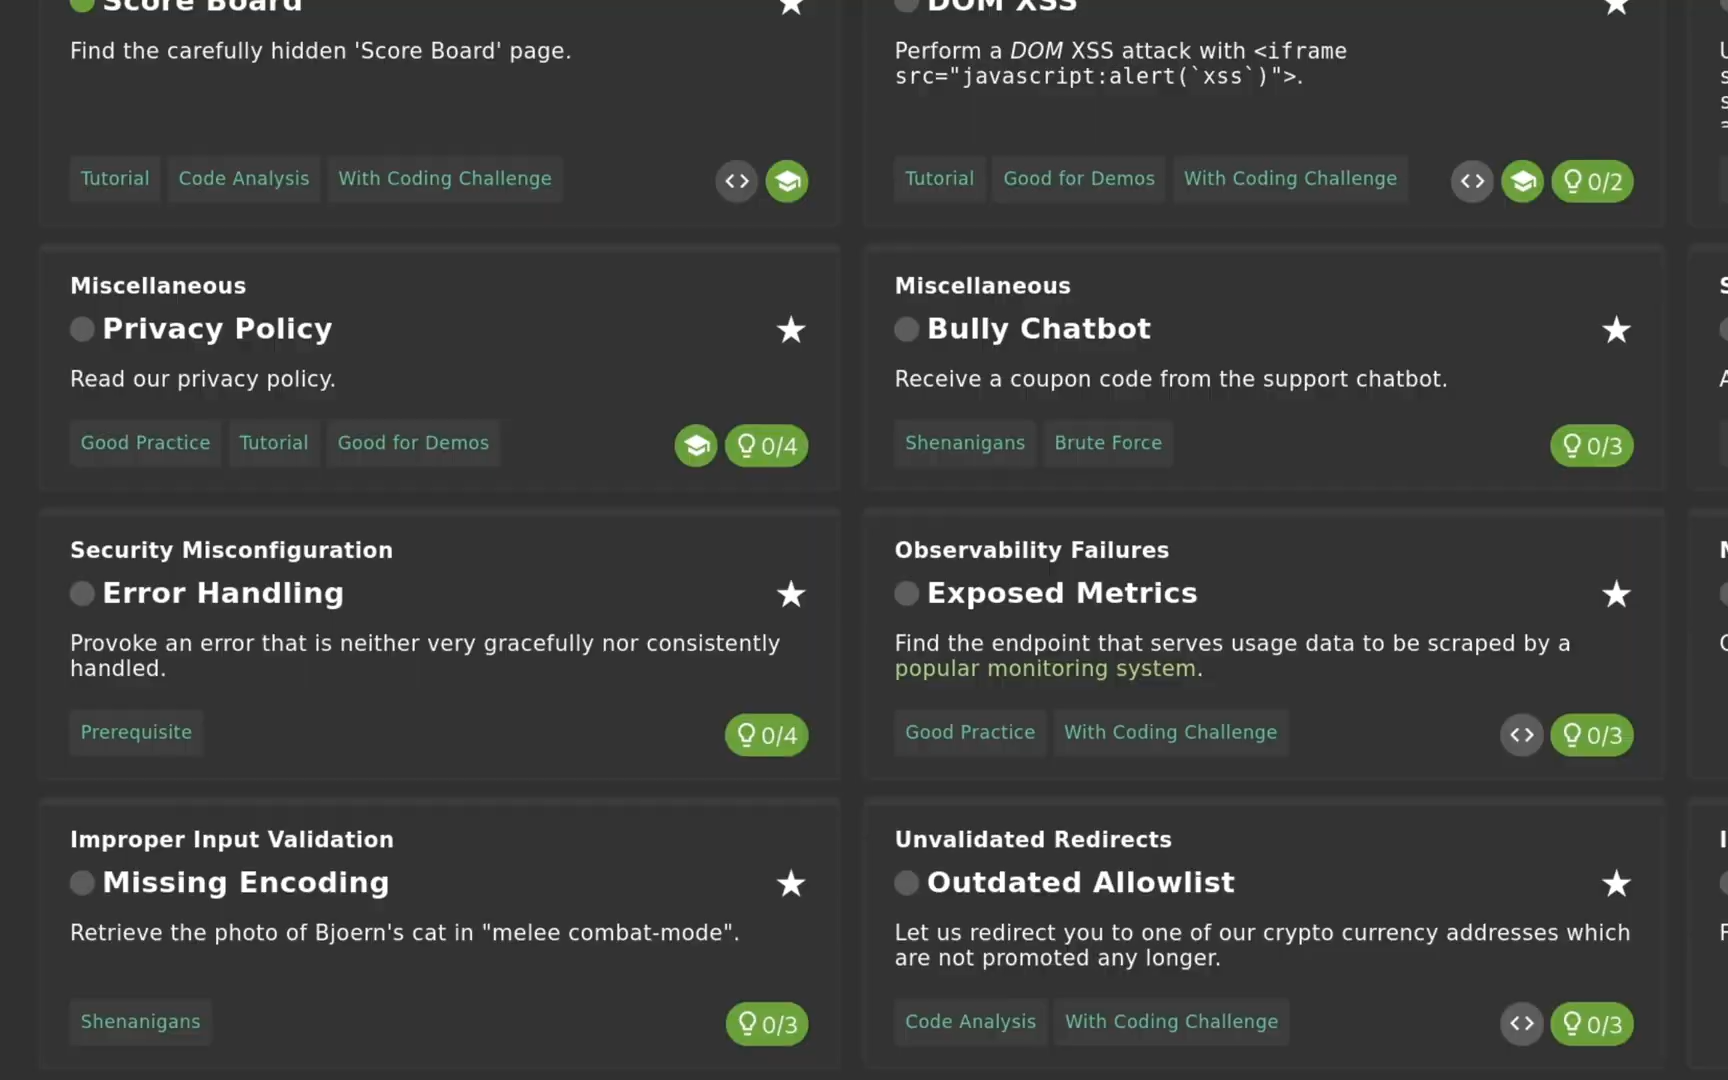 Score Board
Find the carefully hidden 'Score Board' page.
Tutorial
Code Analysis
With Coding Challenge
DOM XSS
Perform a DOM XSS attack with <iframe
src="javascript:alert(`xss`)">.
Tutorial
Good for Demos
With Coding Challenge
0/2
Miscellaneous
Privacy Policy
Read our privacy policy.
Good Practice
Tutorial
Good for Demos
0/4
Miscellaneous
Bully Chatbot
Receive a coupon code from the support chatbot.
Shenanigans
Brute Force
0/3
Security Misconfiguration
Error Handling
Provoke an error that is neither very gracefully nor consistently
handled.
Prerequisite
0/4
Observability Failures
Exposed Metrics
Find the endpoint that serves usage data to be scraped by a
popular monitoring system.
Good Practice
With Coding Challenge
0/3
Improper Input Validation
Missing Encoding
Retrieve the photo of Bjoern's cat in "melee combat-mode".
Shenanigans
0/3
Unvalidated Redirects
Outdated Allowlist
Let us redirect you to one of our crypto currency addresses which
are not promoted any longer.
Code Analysis
With Coding Challenge
0/3